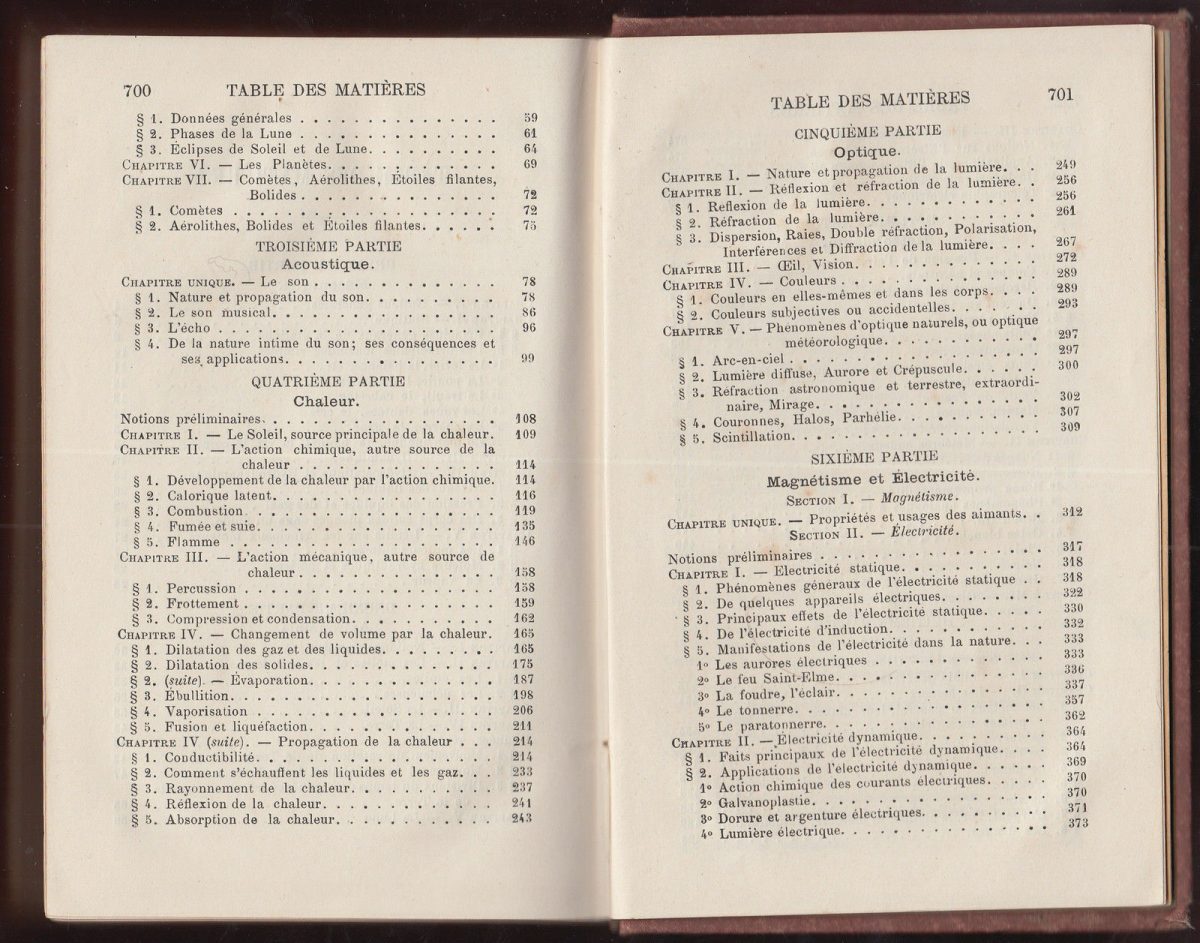 700 TABLE DES MATIÈRES
§ 1. Données générales . . . . . . . . . . . . . . . 59
§ 2. Phases de la Lune . . . . . . . . . . . . . . . 61
§ 3. Éclipses de Soleil et de Lune. . . . . . . . . . 64
CHAPITRE VI. — Les Planètes. . . . . . . . . . . . . 69
CHAPITRE VII. — Comètes, Aérolithes, Étoiles filantes,
Bolides . . . . . . . . . . . . . . . 72
§ 1. Comètes . . . . . . . . . . . . . . . . . . . . 72
§ 2. Aérolithes, Bolides et Étoiles filantes. . . . . . 75
TROISIÈME PARTIE
Acoustique.
CHAPITRE UNIQUE. — Le son . . . . . . . . . . . . . . 78
§ 1. Nature et propagation du son. . . . . . . . . . 78
§ 2. Le son musical. . . . . . . . . . . . . . . . . 86
§ 3. L'écho . . . . . . . . . . . . . . . . . . . . . 96
§ 4. De la nature intime du son; ses conséquences et
ses applications. . . . . . . . . . . . . . 99
QUATRIÈME PARTIE
Chaleur.
Notions préliminaires. . . . . . . . . . . . . . . . . 108
CHAPITRE I. — Le Soleil, source principale de la chaleur. 109
CHAPITRE II. — L'action chimique, autre source de la
chaleur . . . . . . . . . . . . . . . 114
§ 1. Développement de la chaleur par l'action chimique. 114
§ 2. Calorique latent. . . . . . . . . . . . . . . . . 116
§ 3. Combustion . . . . . . . . . . . . . . . . . . . 119
§ 4. Fumée et suie. . . . . . . . . . . . . . . . . . 135
§ 5. Flamme . . . . . . . . . . . . . . . . . . . . . 146
CHAPITRE III. — L'action mécanique, autre source de
chaleur . . . . . . . . . . . . . . . 158
§ 1. Percussion . . . . . . . . . . . . . . . . . . . 158
§ 2. Frottement . . . . . . . . . . . . . . . . . . . 159
§ 3. Compression et condensation. . . . . . . . . . . 162
CHAPITRE IV. — Changement de volume par la chaleur. 165
§ 1. Dilatation des gaz et des liquides. . . . . . . . . 165
§ 2. Dilatation des solides. . . . . . . . . . . . . . 175
§ 2. (suite). — Évaporation. . . . . . . . . . . . . . 187
§ 3. Ébullition. . . . . . . . . . . . . . . . . . . . 198
§ 4. Vaporisation . . . . . . . . . . . . . . . . . . 206
§ 5. Fusion et liquéfaction. . . . . . . . . . . . . . 211
CHAPITRE IV (suite). — Propagation de la chaleur . . . 214
§ 1. Conductibilité. . . . . . . . . . . . . . . . . . 214
§ 2. Comment s'échauffent les liquides et les gaz. . . 233
§ 3. Rayonnement de la chaleur. . . . . . . . . . . . 237
§ 4. Réflexion de la chaleur. . . . . . . . . . . . . 241
§ 5. Absorption de la chaleur. . . . . . . . . . . . 243
TABLE DES MATIÈRES 701
CINQUIÈME PARTIE
Optique.
CHAPITRE I. — Nature et propagation de la lumière. . . 249
CHAPITRE II. — Réflexion et réfraction de la lumière. . 256
§ 1. Reflexion de la lumière. . . . . . . . . . . . . 256
§ 2. Réfraction de la lumière. . . . . . . . . . . . 261
§ 3. Dispersion, Raies, Double réfraction, Polarisation,
Interférences et Diffraction de la lumière. . . . 267
CHAPITRE III. — Œil, Vision. . . . . . . . . . . . . . 272
CHAPITRE IV. — Couleurs . . . . . . . . . . . . . . . 289
§ 1. Couleurs en elles-mêmes et dans les corps. . . . 289
§ 2. Couleurs subjectives ou accidentelles. . . . . . . 293
CHAPITRE V. — Phénomènes d'optique naturels, ou optique
météorologique. . . . . . . . . . . . 297
§ 1. Arc-en-ciel . . . . . . . . . . . . . . . . . . . 297
§ 2. Lumière diffuse, Aurore et Crépuscule. . . . . . 300
§ 3. Réfraction astronomique et terrestre, extraordi-
naire, Mirage. . . . . . . . . . . . . . . . . 302
§ 4. Couronnes, Halos, Parhélie. . . . . . . . . . . 307
§ 5. Scintillation. . . . . . . . . . . . . . . . . . . 309
SIXIÈME PARTIE
Magnétisme et Électricité.
SECTION I. — Magnétisme.
CHAPITRE UNIQUE. — Propriétés et usages des aimants. . 312
SECTION II. — Électricité.
Notions préliminaires . . . . . . . . . . . . . . . . . 317
CHAPITRE I. — Electricité statique. . . . . . . . . . . 318
§ 1. Phénomènes généraux de l'électricité statique . . 318
§ 2. De quelques appareils électriques. . . . . . . . 322
§ 3. Principaux effets de l'électricité statique. . . . . 330
§ 4. De l'électricité d'induction. . . . . . . . . . . . 332
§ 5. Manifestations de l'électricité dans la nature. . . 333
1º Les aurores électriques . . . . . . . . . . . . . 333
2º Le feu Saint-Elme. . . . . . . . . . . . . . . . 336
3º La foudre, l'éclair. . . . . . . . . . . . . . . . 337
4º Le tonnerre. . . . . . . . . . . . . . . . . . . 357
5º Le paratonnerre. . . . . . . . . . . . . . . . . 362
CHAPITRE II. — Électricité dynamique. . . . . . . . . . 364
§ 1. Faits principaux de l'électricité dynamique. . . . 364
§ 2. Applications de l'électricité dynamique. . . . . . 369
1º Action chimique des courants électriques. . . . . 370
2º Galvanoplastie. . . . . . . . . . . . . . . . . . 370
3º Dorure et argenture électriques. . . . . . . . . . 371
4º Lumière électrique. . . . . . . . . . . . . . . . 373